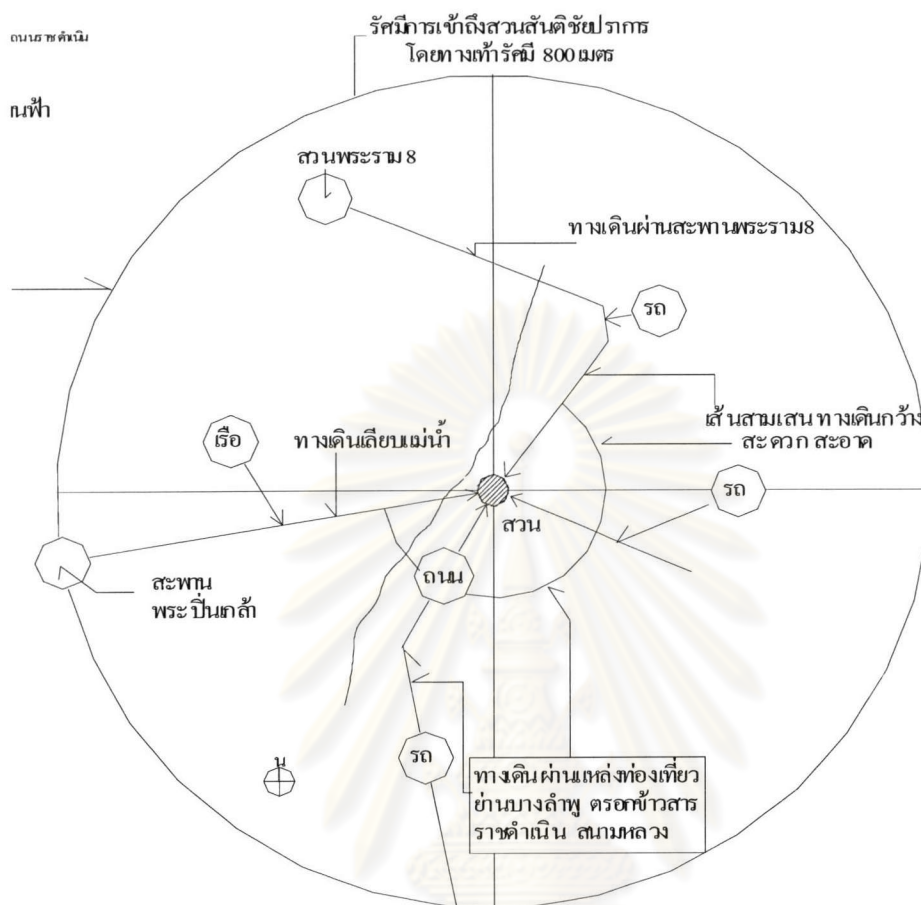 รัศมีการเข้าถึงสวนสันติชัยปราการ
โดยทางเท้ารัศมี 800 เมตร
ถนนราชดำเนิน
านฟ้า
สวนพระราม 8
ทางเดินผ่านสะพานพระราม8
รถ
เส้นสามเสน ทางเดินกว้าง
สะดวก สะอาด
เรือ
ทางเดินเลียบแม่น้ำ
รถ
สวน
ถนน
สะพาน
พระปิ่นเกล้า
รถ
น
ทางเดินผ่านแหล่งท่องเที่ยว
ย่านบางลำพู ตรอกข้าวสาร
ราชดำเนิน สนามหลวง